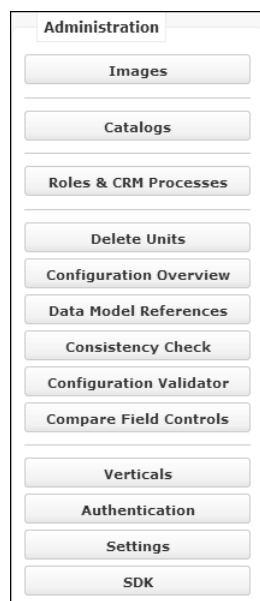 Administration
Images
Catalogs
Roles & CRM Processes
Delete Units
Configuration Overview
Data Model References
Consistency Check
Configuration Validator
Compare Field Controls
Verticals
Authentication
Settings
SDK